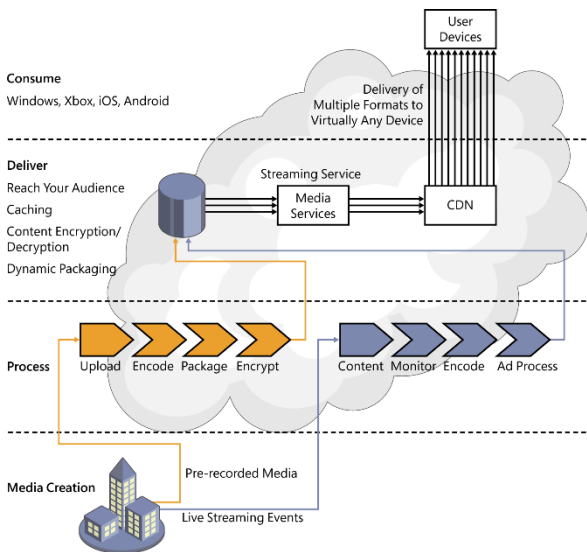 User
Devices
Consume
Windows, Xbox, iOS, Android
Delivery of
Multiple Formats to
Virtually Any Device
Deliver
Reach Your Audience
Caching
Content Encryption/
Decryption
Dynamic Packaging
Streaming Service
Media
Services
CDN
Process
Upload
Encode
Package
Encrypt
Content
Monitor
Encode
Ad Process
Media Creation
Pre-recorded Media
Live Streaming Events